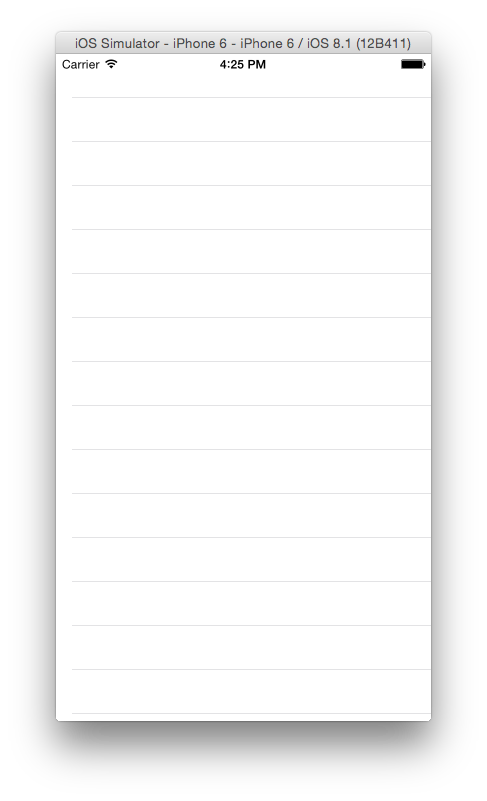 iOS Simulator - iPhone 6 - iPhone 6 / iOS 8.1 (12B411)
Carrier 4:25 PM